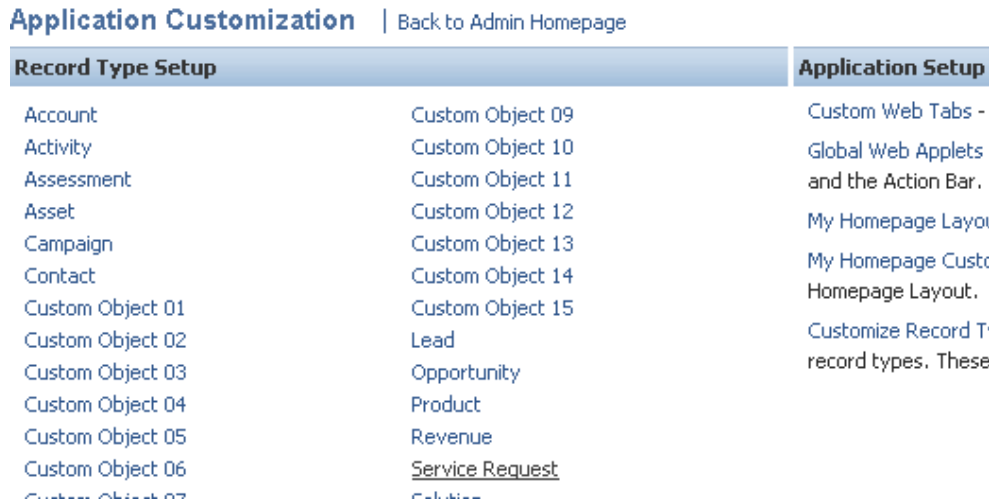 Application Customization | Back to Admin Homepage
Record Type Setup
Account
Activity
Assessment
Asset
Campaign
Contact
Custom Object 01
Custom Object 02
Custom Object 03
Custom Object 04
Custom Object 05
Custom Object 06
Custom Object 07
Custom Object 09
Custom Object 10
Custom Object 11
Custom Object 12
Custom Object 13
Custom Object 14
Custom Object 15
Lead
Opportunity
Product
Revenue
Service Request
Solution
Application Setup
Custom Web Tabs -
Global Web Applets
and the Action Bar.
My Homepage Layou
My Homepage Custo
Homepage Layout.
Customize Record T
record types. These